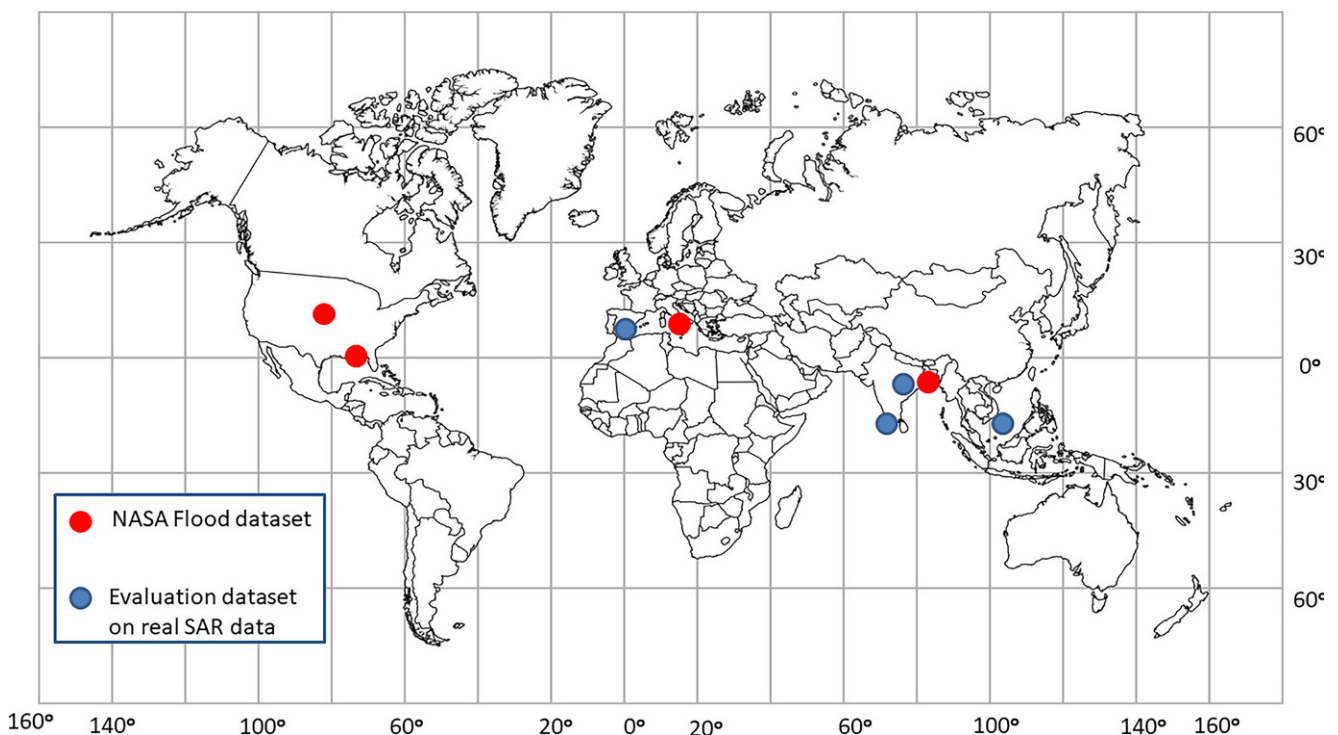 60°
30°
0°
30°
60°
NASA Flood dataset
Evaluation dataset
on real SAR data
160° 140° 100° 60° 20° 0° 20° 60° 100° 140° 160°